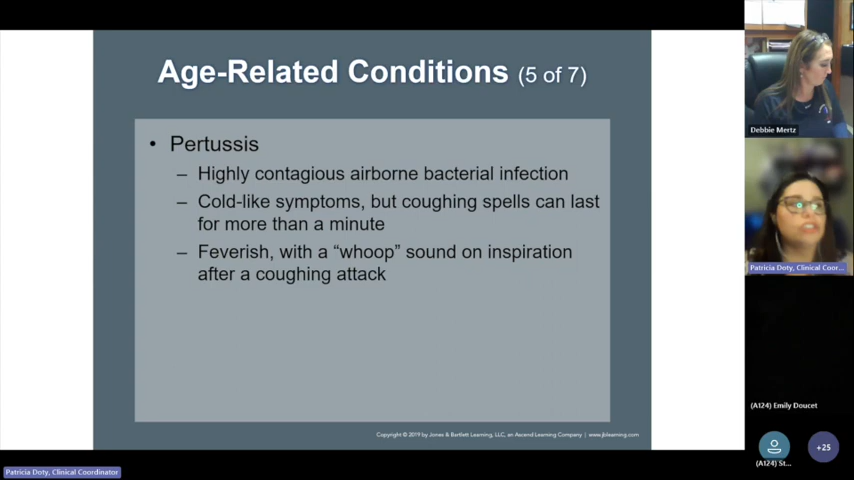 Age-Related Conditions (5 of 7)
• Pertussis
– Highly contagious airborne bacterial infection
– Cold-like symptoms, but coughing spells can last
for more than a minute
– Feverish, with a “whoop” sound on inspiration
after a coughing attack
Copyright © 2019 by Jones & Bartlett Learning, LLC, an Ascend Learning Company | www.jblearning.com
Debbie Mertz
Patricia Doty, Clinical Coor...
(A124) Emily Doucet
(A124) St...
+25
Patricia Doty, Clinical Coordinator